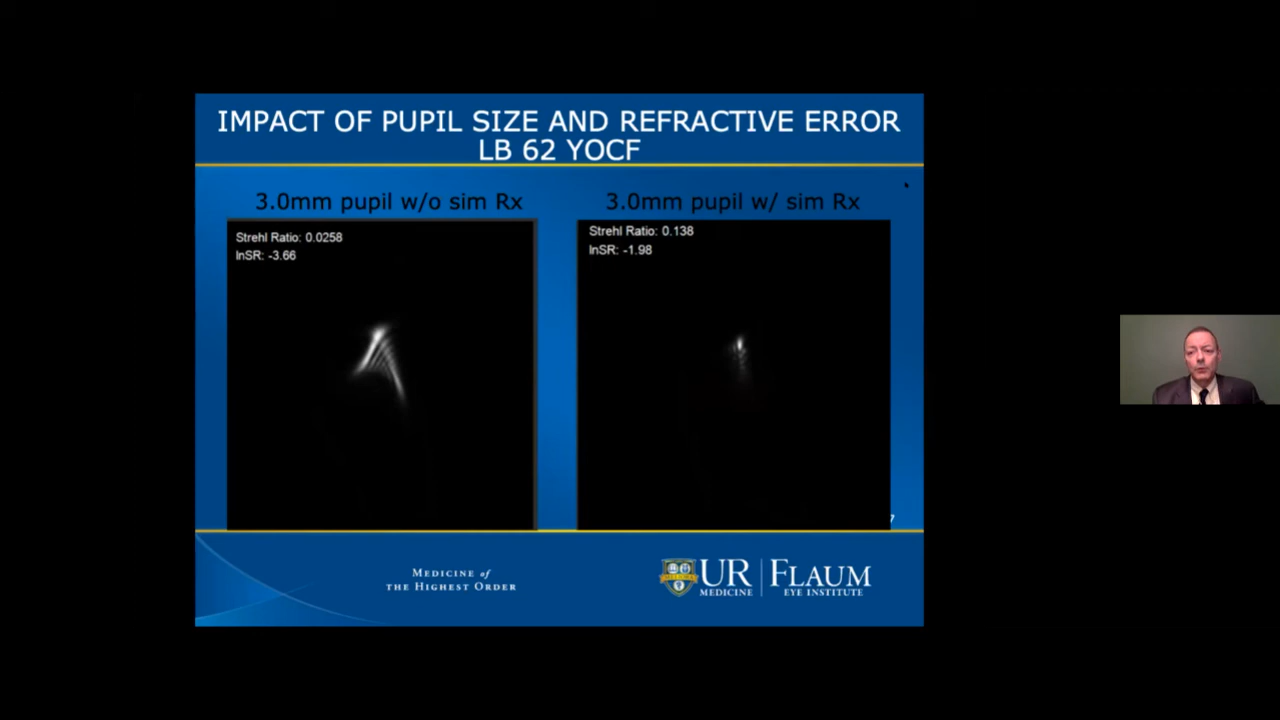 IMPACT OF PUPIL SIZE AND REFRACTIVE ERROR
LB 62 YOCF
3.0mm pupil w/o sim Rx
3.0mm pupil w/ sim Rx
Strehl Ratio: 0.0258
lnSR: -3.66
Strehl Ratio: 0.138
lnSR: -1.98
MEDICINE of
THE HIGHEST ORDER
UR
MEDICINE
FLAUM
EYE INSTITUTE